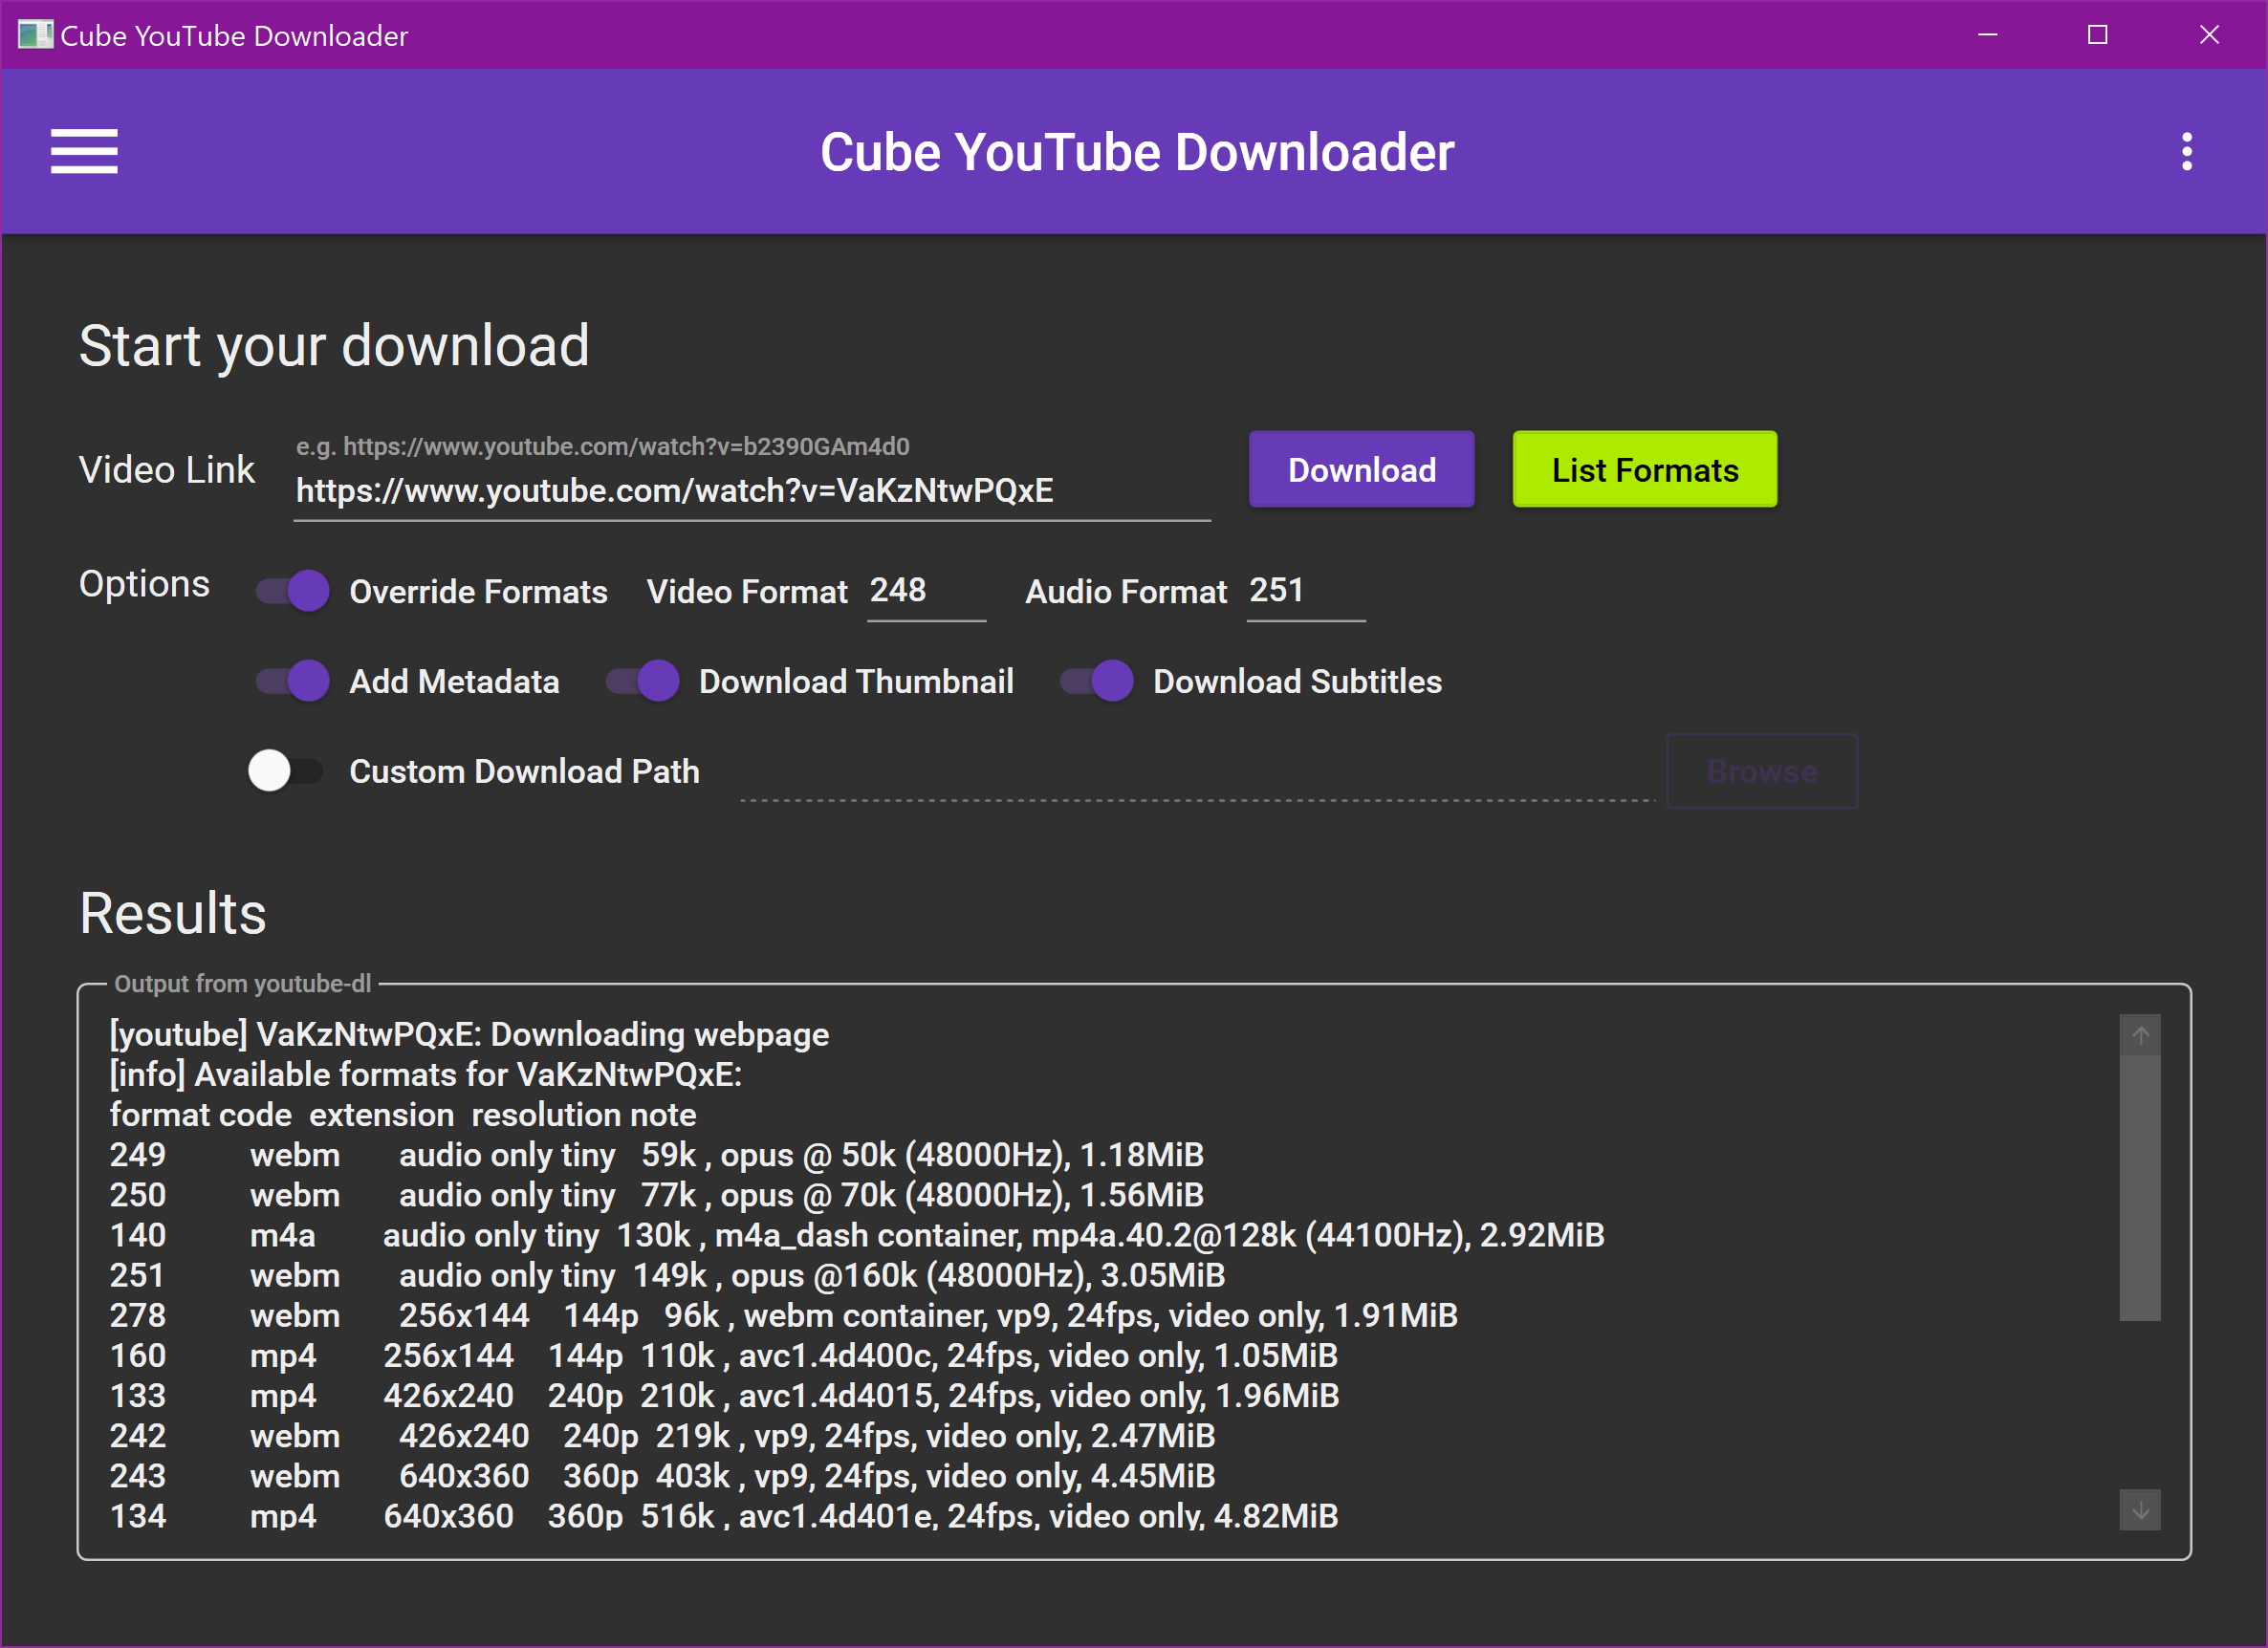 Cube YouTube Downloader
Cube YouTube Downloader
Start your download
Video Link
e.g. https://www.youtube.com/watch?v=b2390GAm4d0
https://www.youtube.com/watch?v=VaKzNtwPQxE
Download
List Formats
Options
Override Formats Video Format 248 Audio Format 251
Add Metadata Download Thumbnail Download Subtitles
Custom Download Path Browse
Results
Output from youtube-dl
[youtube] VaKzNtwPQxE: Downloading webpage
[info] Available formats for VaKzNtwPQxE:
format code extension resolution note
249 webm audio only tiny 59k , opus @ 50k (48000Hz), 1.18MiB
250 webm audio only tiny 77k , opus @ 70k (48000Hz), 1.56MiB
140 m4a audio only tiny 130k , m4a_dash container, mp4a.40.2@128k (44100Hz), 2.92MiB
251 webm audio only tiny 149k , opus @160k (48000Hz), 3.05MiB
278 webm 256x144 144p 96k , webm container, vp9, 24fps, video only, 1.91MiB
160 mp4 256x144 144p 110k , avc1.4d400c, 24fps, video only, 1.05MiB
133 mp4 426x240 240p 210k , avc1.4d4015, 24fps, video only, 1.96MiB
242 webm 426x240 240p 219k , vp9, 24fps, video only, 2.47MiB
243 webm 640x360 360p 403k , vp9, 24fps, video only, 4.45MiB
134 mp4 640x360 360p 516k , avc1.4d401e, 24fps, video only, 4.82MiB